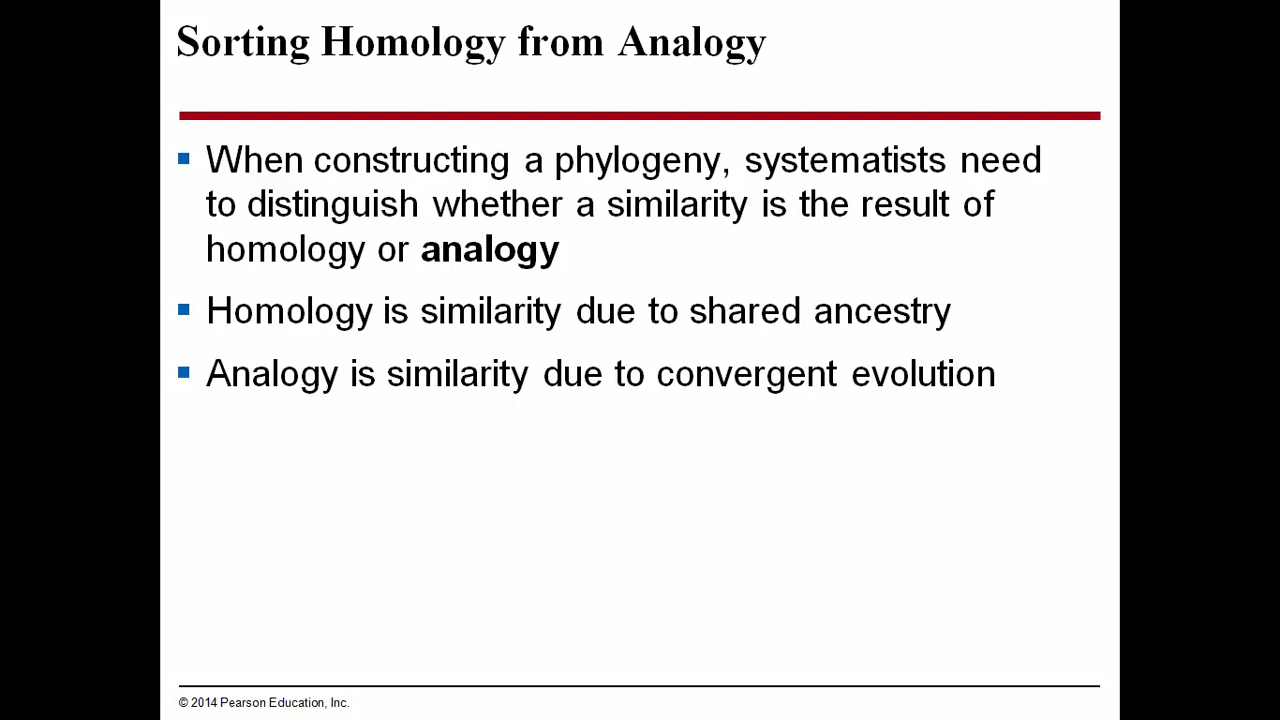 Sorting Homology from Analogy
When constructing a phylogeny, systematists need
to distinguish whether a similarity is the result of
homology or analogy
Homology is similarity due to shared ancestry
Analogy is similarity due to convergent evolution
© 2014 Pearson Education, Inc.